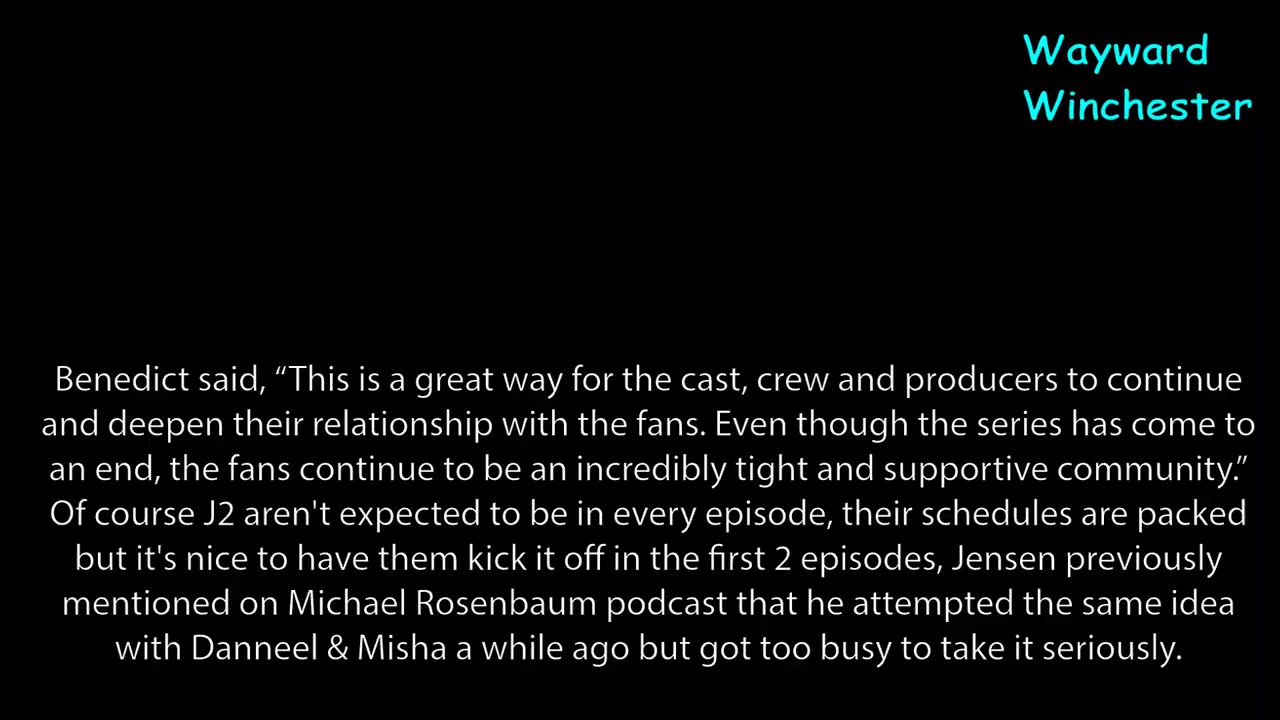 Wayward
Winchester
Benedict said, “This is a great way for the cast, crew and producers to continue
and deepen their relationship with the fans. Even though the series has come to
an end, the fans continue to be an incredibly tight and supportive community.”
Of course J2 aren't expected to be in every episode, their schedules are packed
but it's nice to have them kick it off in the first 2 episodes, Jensen previously
mentioned on Michael Rosenbaum podcast that he attempted the same idea
with Danneel & Misha a while ago but got too busy to take it seriously.